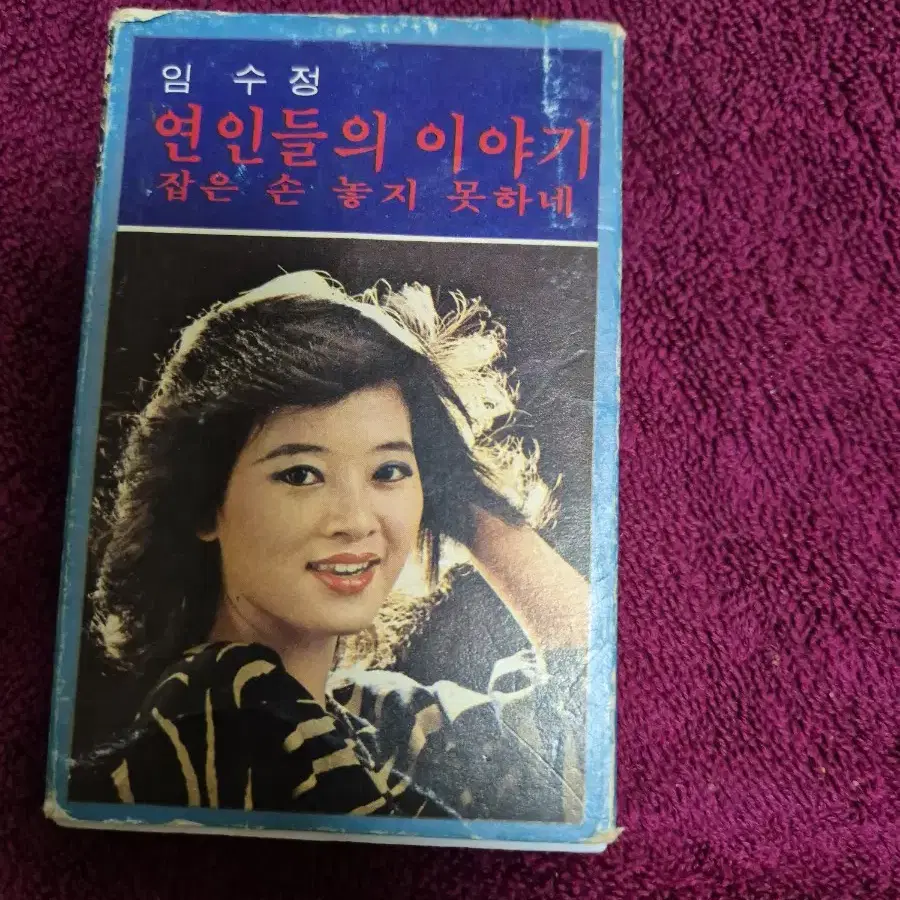 임 수 정
연인들의 이야기
잡은 손 놓지 못하네